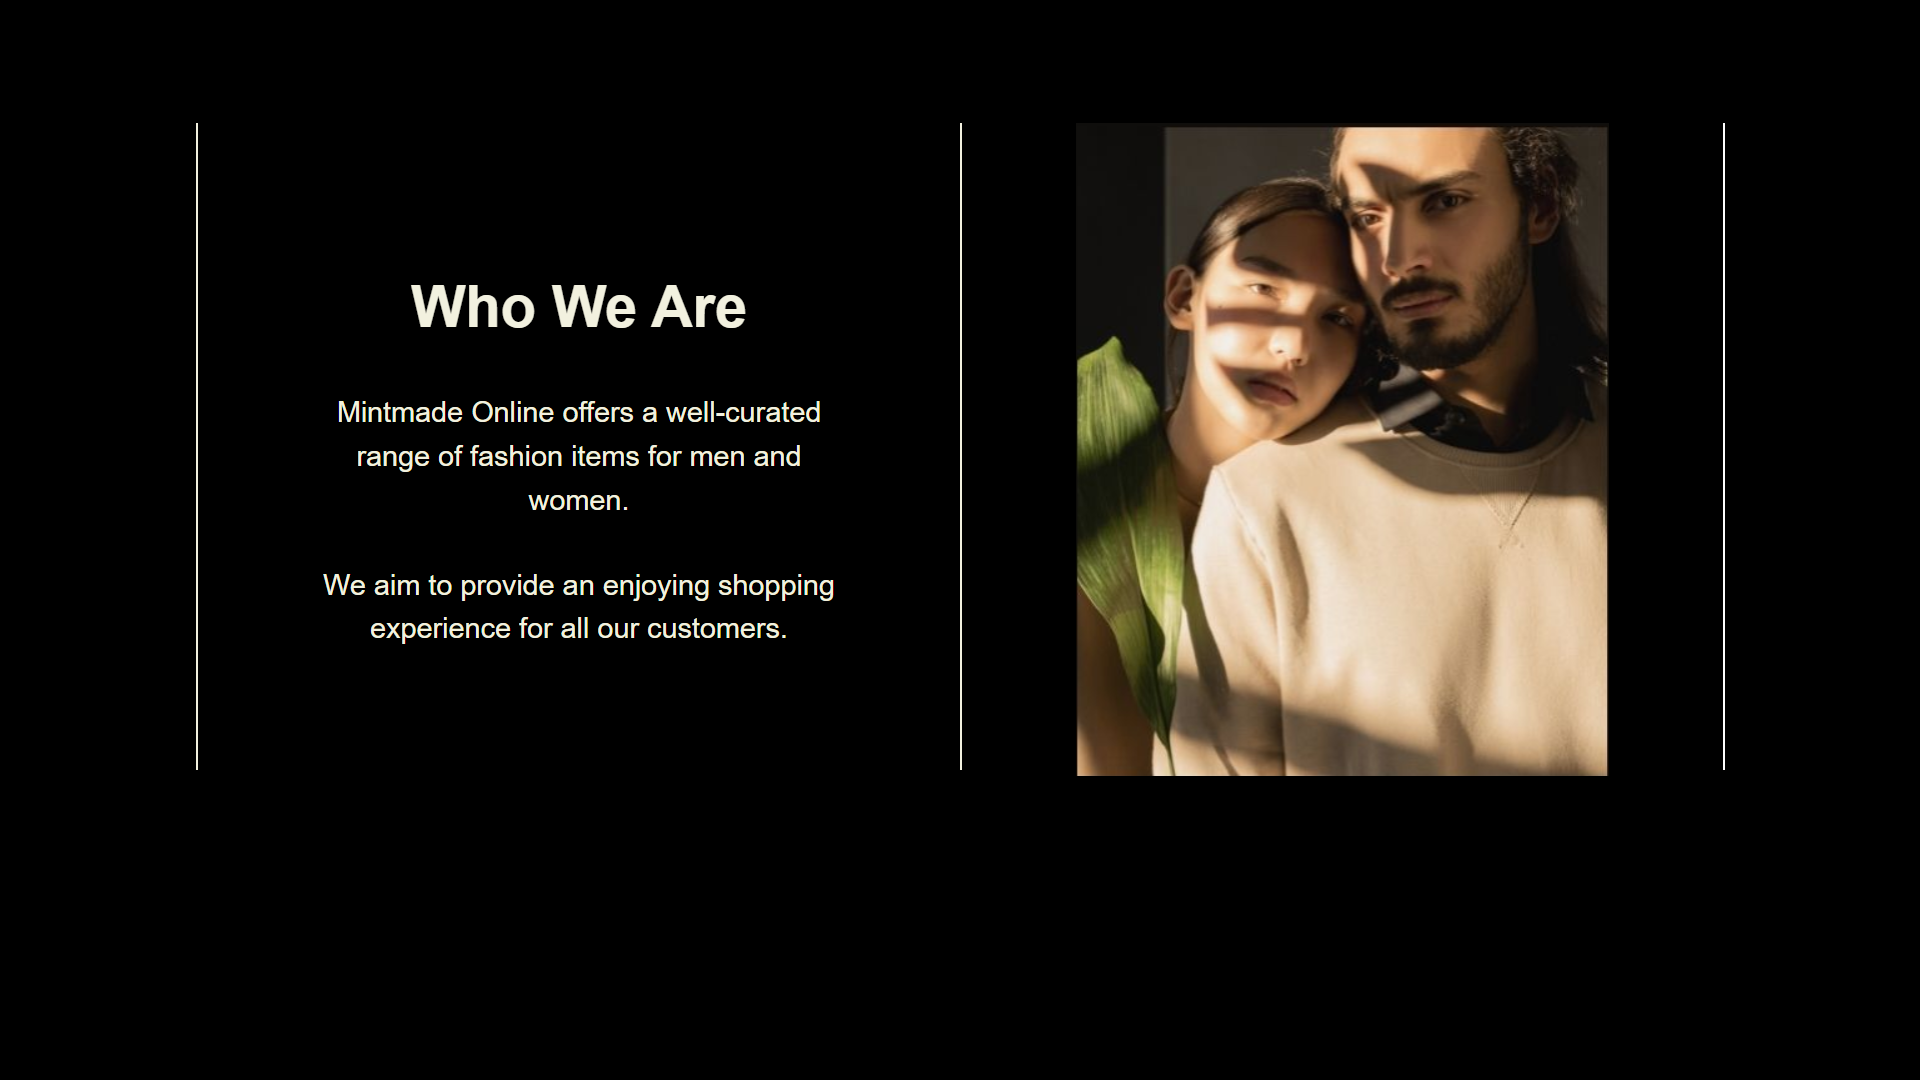 Who We Are
Mintmade Online offers a well-curated
range of fashion items for men and
women.
We aim to provide an enjoying shopping
experience for all our customers.